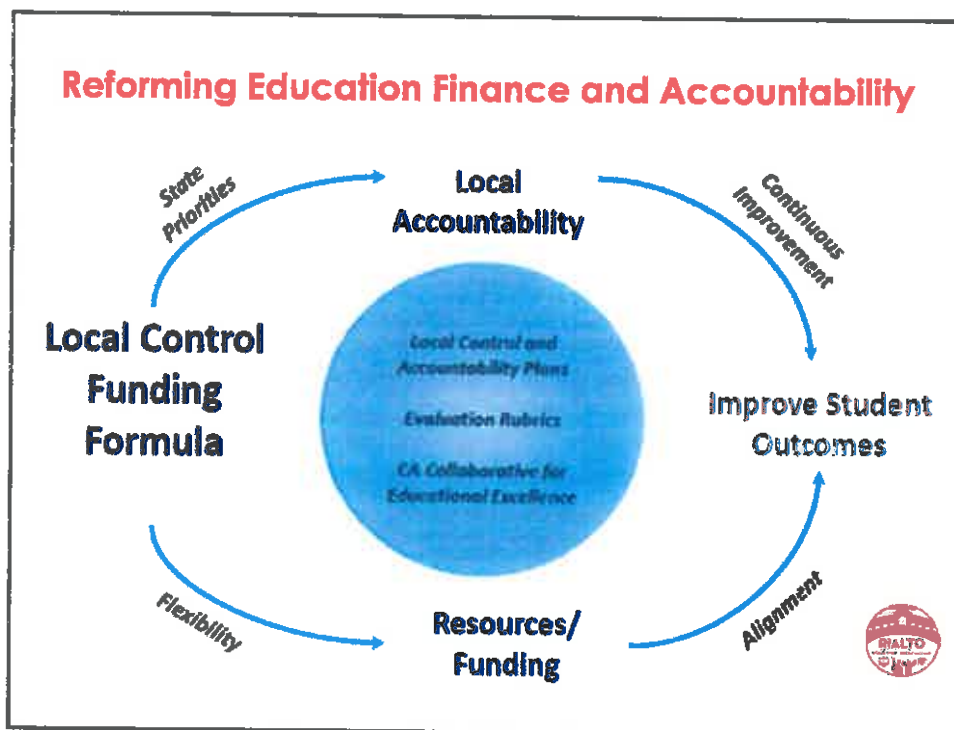 Reforming Education Finance and Accountability
State
Priorities
Local
Accountability
Continuous
Improvement
Local Control
Funding
Formula
Local Control and
Accountability Plans
Evaluation Rubrics
CA Collaborative for
Educational Excellence
Improve Student
Outcomes
Flexibility
Resources/
Funding
Alignment
RIALTO